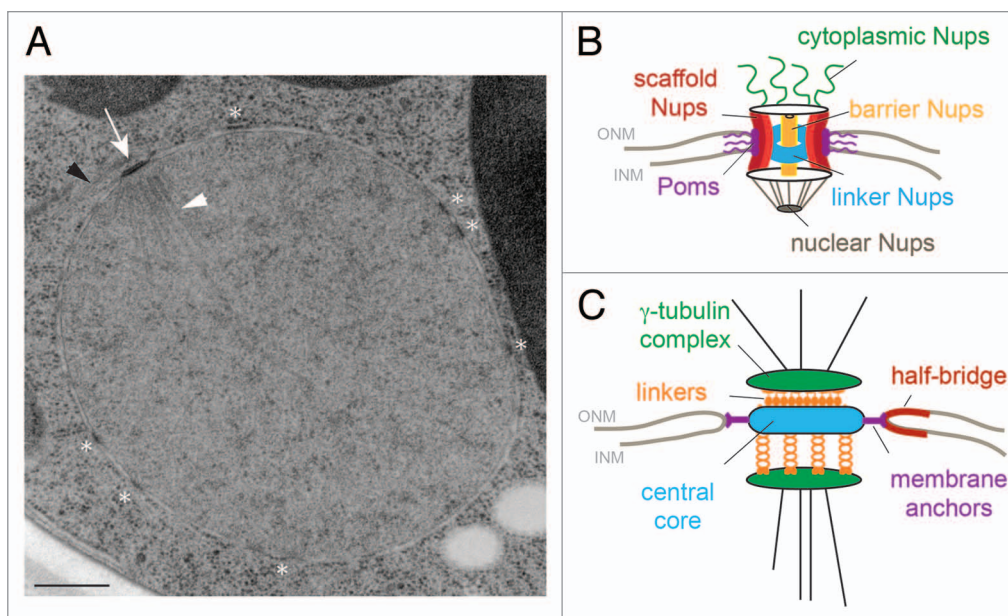 A
*
*
*
*
*
*
*
B
cytoplasmic Nups
scaffold
Nups
barrier Nups
ONM
INM
Poms
linker Nups
nuclear Nups
C
γ-tubulin
complex
linkers
half-bridge
ONM
INM
central
core
membrane
anchors